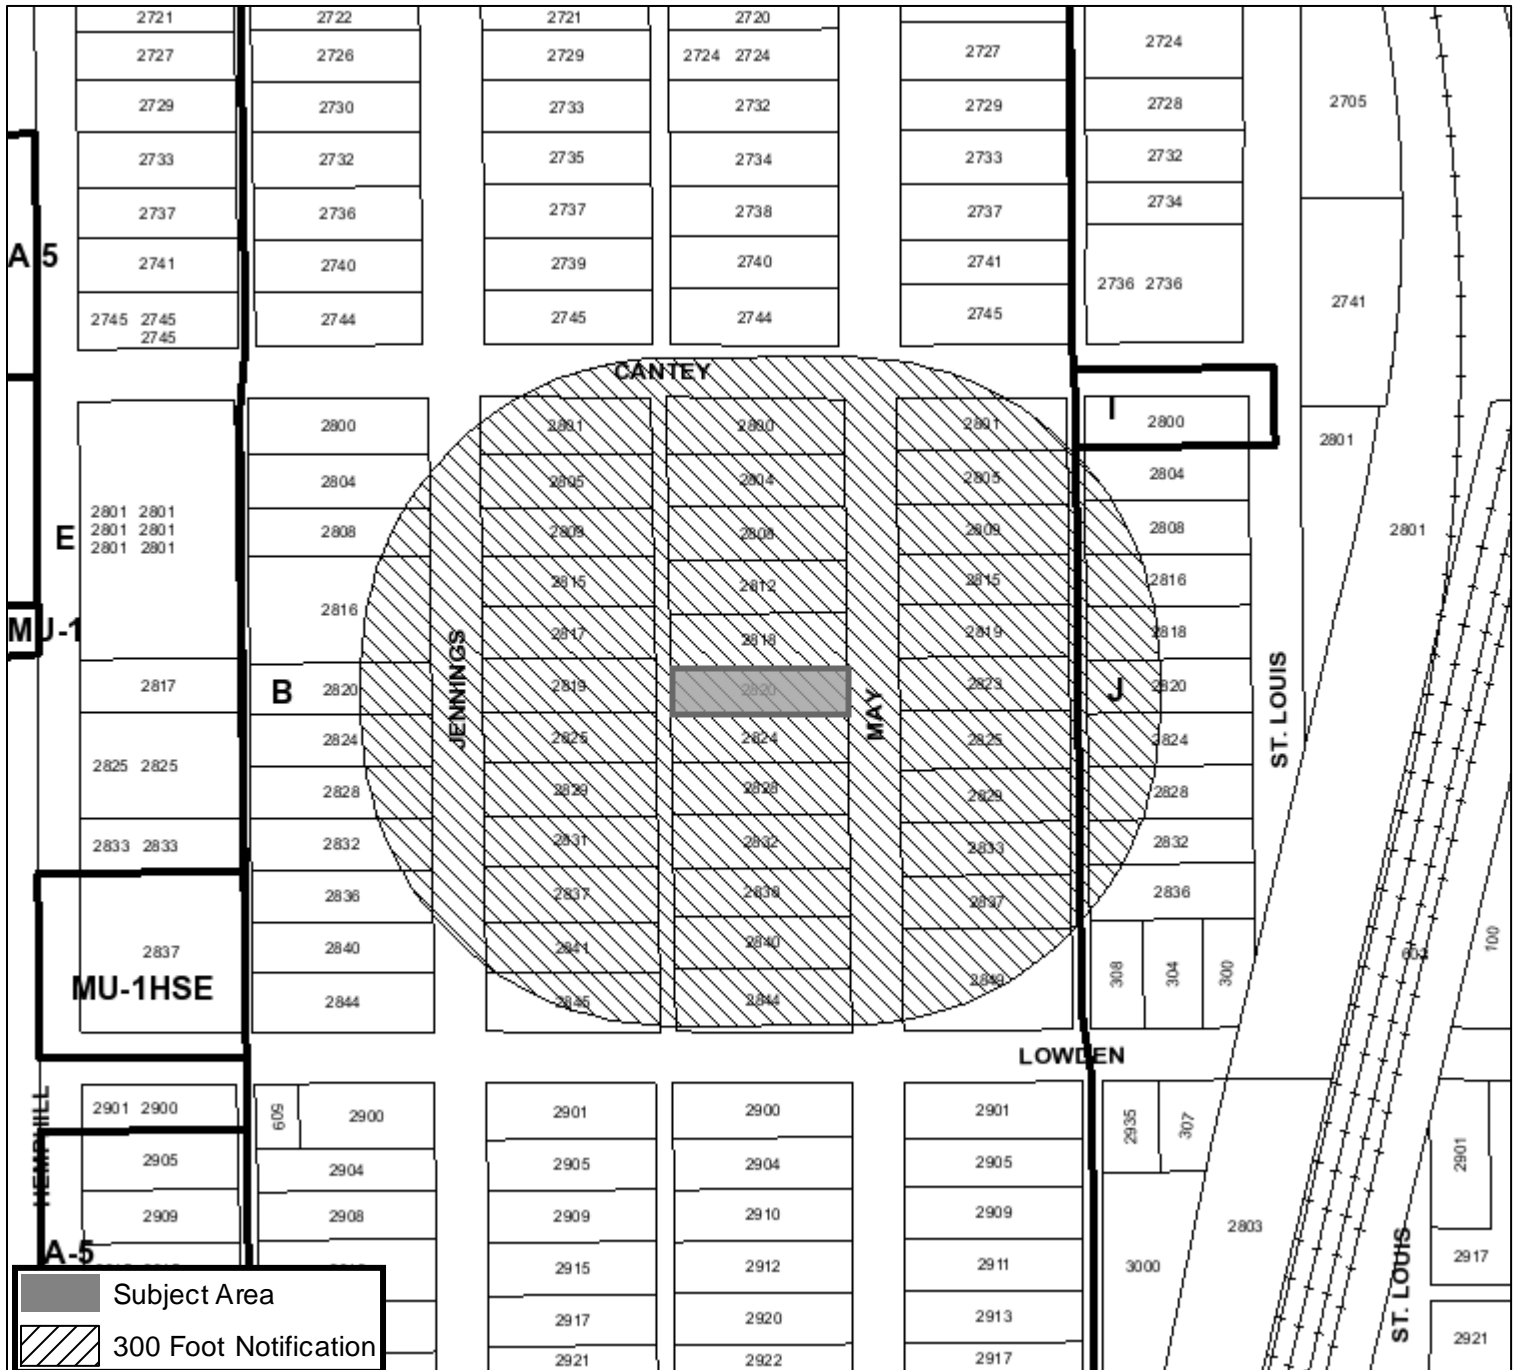 2721 2722 2721 2720
2727 2726 2729 2724 2724 2727 2724
2729 2730 2733 2732 2729 2728 2705
2733 2732 2735 2734 2733 2732
2737 2736 2737 2738 2737 2734
A 5 2741 2740 2739 2740 2741 2736 2736 2741
2745 2745 2744 2745 2744 2745
2745
CANTEY
2800 2801 2800 2801 I 2800 2801
2804 2805 2804 2805 2804
2801 2801
E 2801 2801 2808 2809 2808 2809 2808 2801
2801 2801
2816 2815 2812 2815 2816
MU-1 2817 2818 2819 2818
JENNINGS
2817 B 2820 2819 2820 2823 J 2820
MAY
ST. LOUIS
2824 2825 2824 2825 2824
2825 2825 2828 2829 2828 2829 2828
2833 2833 2832 2831 2832 2833 2832
2836 2837 2838 2837 2836
2837 2840 2841 2840 308 304 300 100
MU-1HSE 2844 2845 2844 2849
LOWDEN
HEMPHILL
2901 2900 609 2900 2901 2900 2901 2935 307
2905 2904 2905 2904 2905 2901
2909 2908 2909 2910 2909 2803
A-5 2915 2912 2911 3000 2917
ST. LOUIS
Subject Area 2917 2920 2913 2921
300 Foot Notification 2921 2922 2917